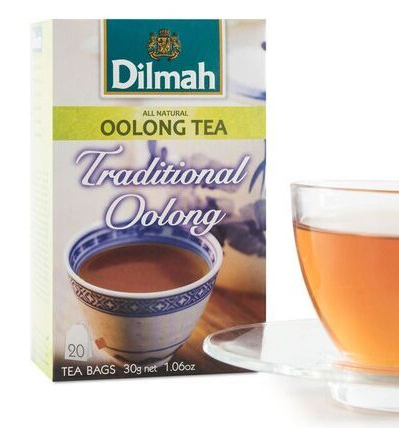 Dilmah
ALL NATURAL
OOLONG TEA
Traditional
Oolong
20
TEA BAGS 30g net 1.06oz